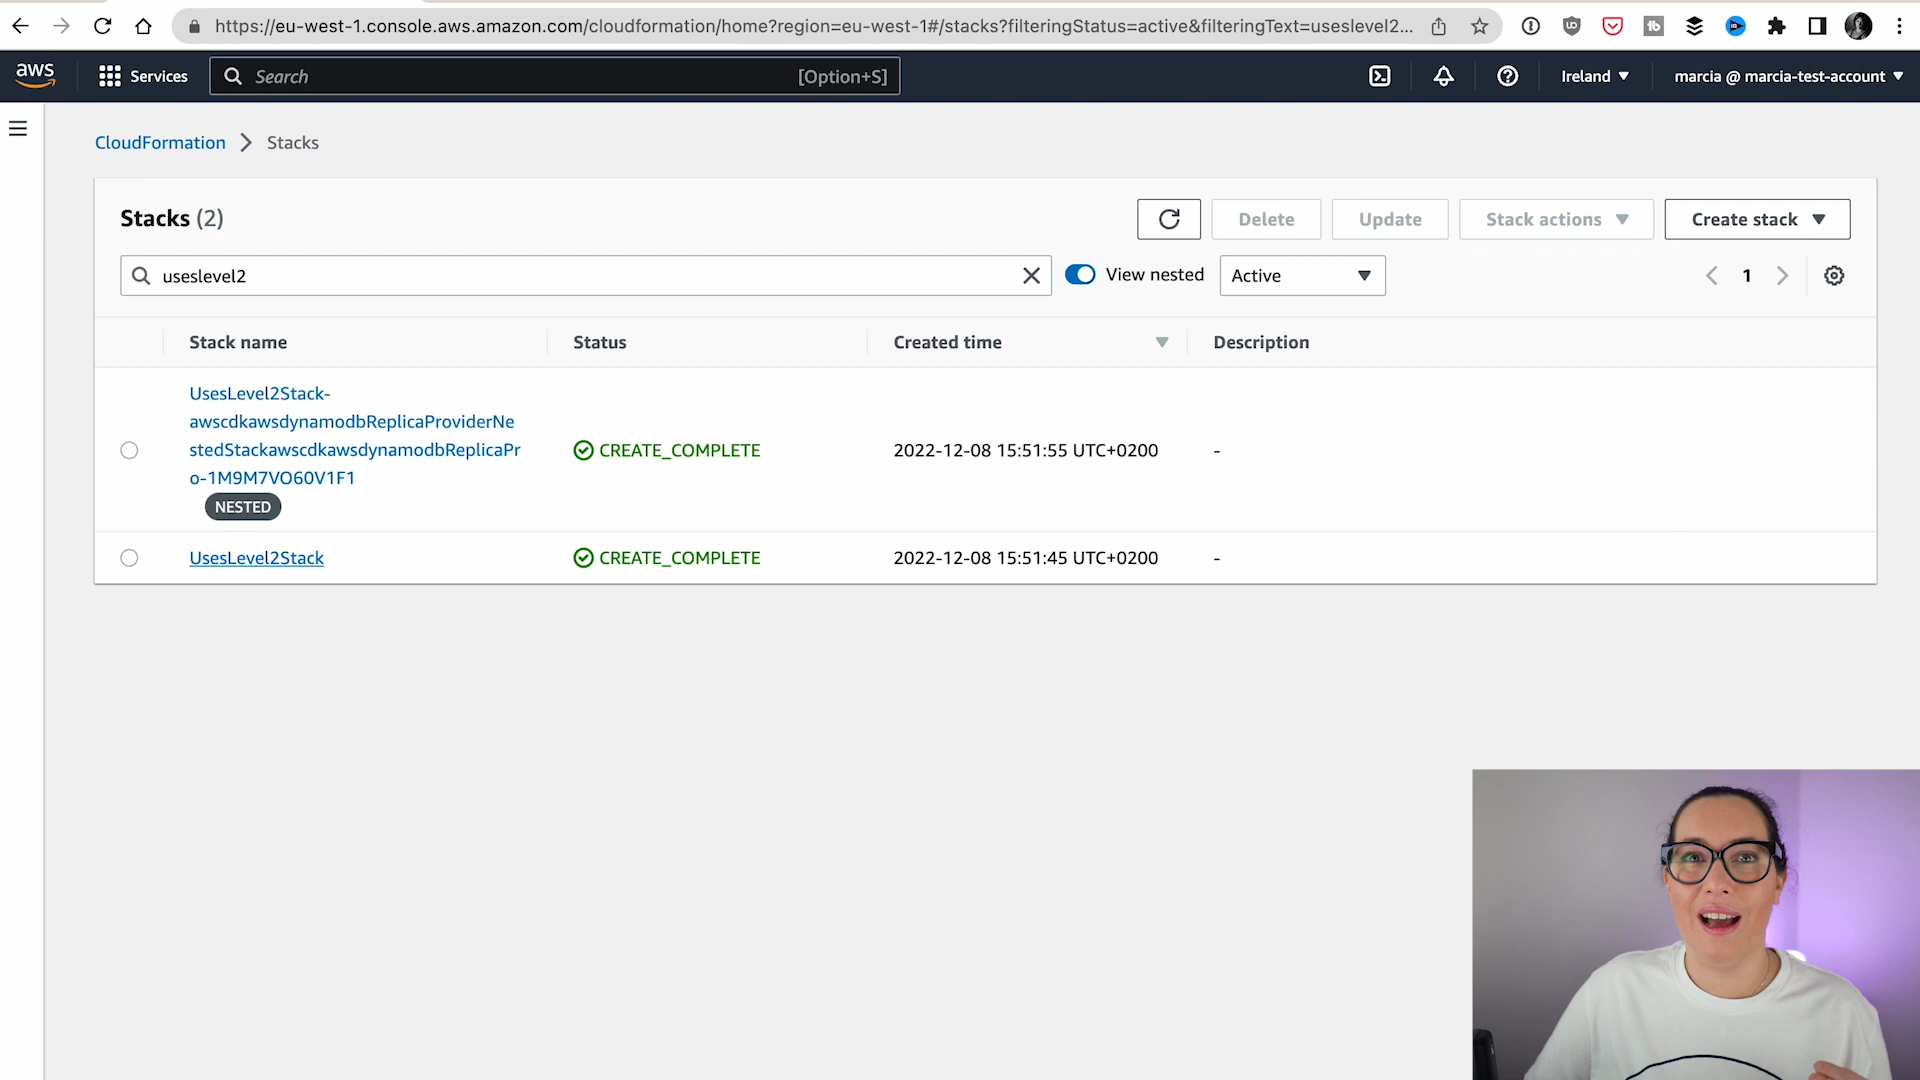 https://eu-west-1.console.aws.amazon.com/cloudformation/home?region=eu-west-1#/stacks?filteringStatus=active&filteringText=useslevel2...
aws
Services
Search
[Option+S]
Ireland
marcia @ marcia-test-account
CloudFormation
Stacks
Stacks (2)
Delete
Update
Stack actions
Create stack
useslevel2
View nested
Active
1
Stack name
Status
Created time
Description
UsesLevel2Stack-
awscdkawsdynamodbReplicaProviderNe
stedStackawscdkawsdynamodbReplicaPr
o-1M9M7VO60V1F1
NESTED
CREATE_COMPLETE
2022-12-08 15:51:55 UTC+0200
-
UsesLevel2Stack
CREATE_COMPLETE
2022-12-08 15:51:45 UTC+0200
-